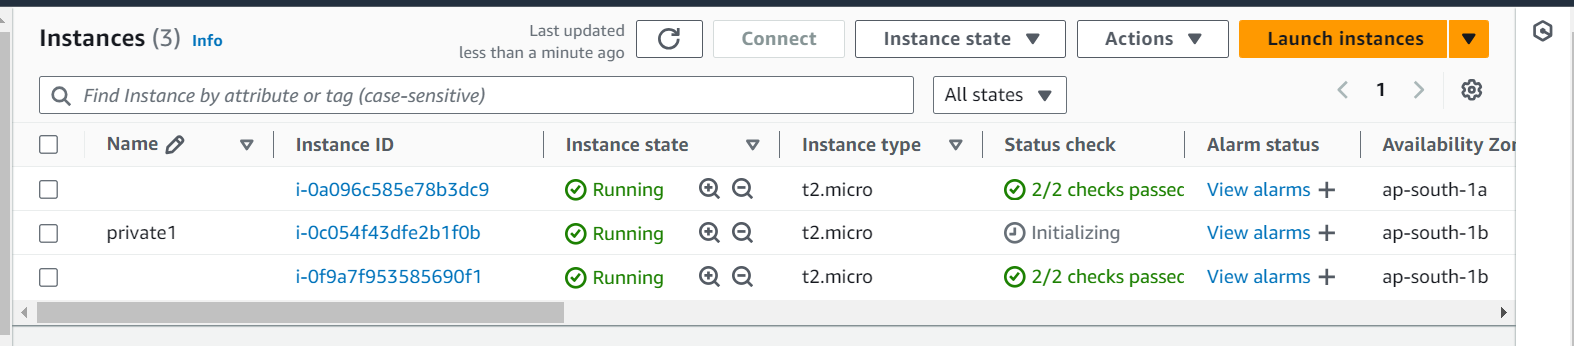 Instances (3) Info
Last updated
less than a minute ago
Connect
Instance state
Actions
Launch instances
Find Instance by attribute or tag (case-sensitive)
All states
1
Name Instance ID Instance state Instance type Status check Alarm status Availability Zon
i-0a096c585e78b3dc9 Running t2.micro 2/2 checks passec View alarms + ap-south-1a
private1 i-0c054f43dfe2b1f0b Running t2.micro Initializing View alarms + ap-south-1b
i-0f9a7f953585690f1 Running t2.micro 2/2 checks passec View alarms + ap-south-1b